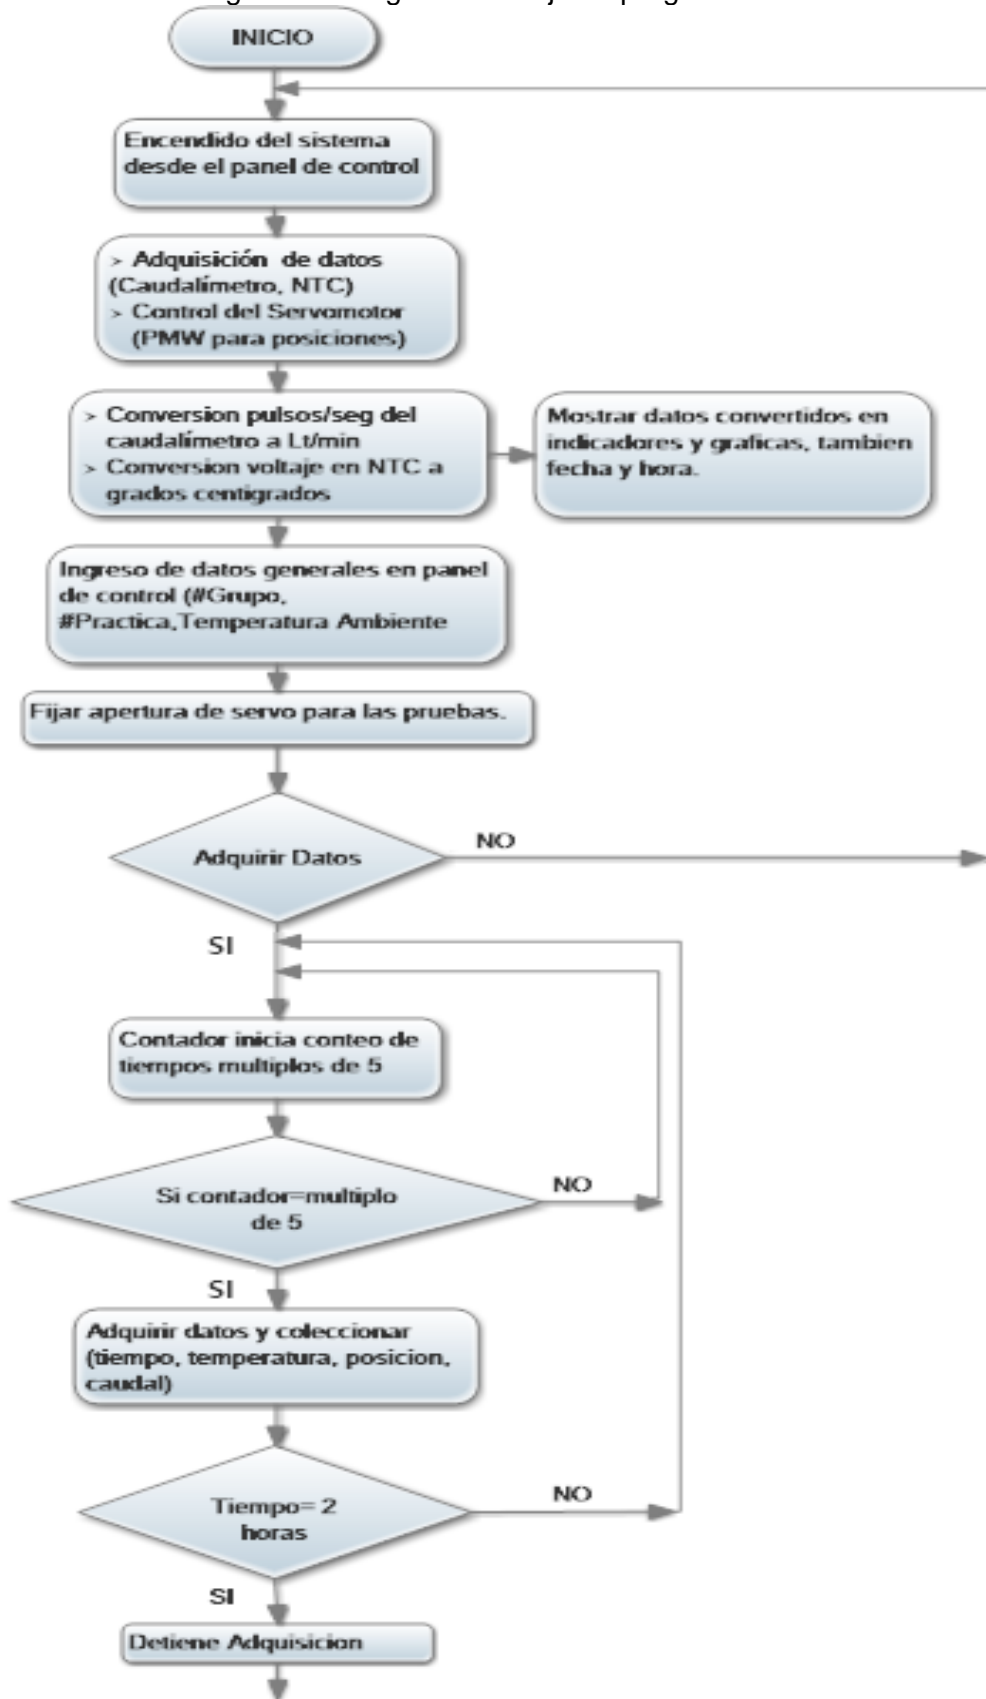 INICIO
Encendido del sistema
desde el panel de control
> Adquisición de datos
(Caudalímetro, NTC)
> Control del Servomotor
(PMW para posiciones)
> Conversion pulsos/seg del
caudalímetro a Lt/min
> Conversion voltaje en NTC a
grados centigrados
Mostrar datos convertidos en
indicadores y graficas, tambien
fecha y hora.
Ingreso de datos generales en panel
de control (#Grupo,
#Practica,Temperatura Ambiente
Fijar apertura de servo para las pruebas.
Adquirir Datos
NO
SI
Contador inicia conteo de
tiempos multiplos de 5
Si contador=multiplo
de 5
NO
SI
Adquirir datos y coleccionar
(tiempo, temperatura, posicion,
caudal)
Tiempo= 2
horas
NO
SI
Detiene Adquisicion